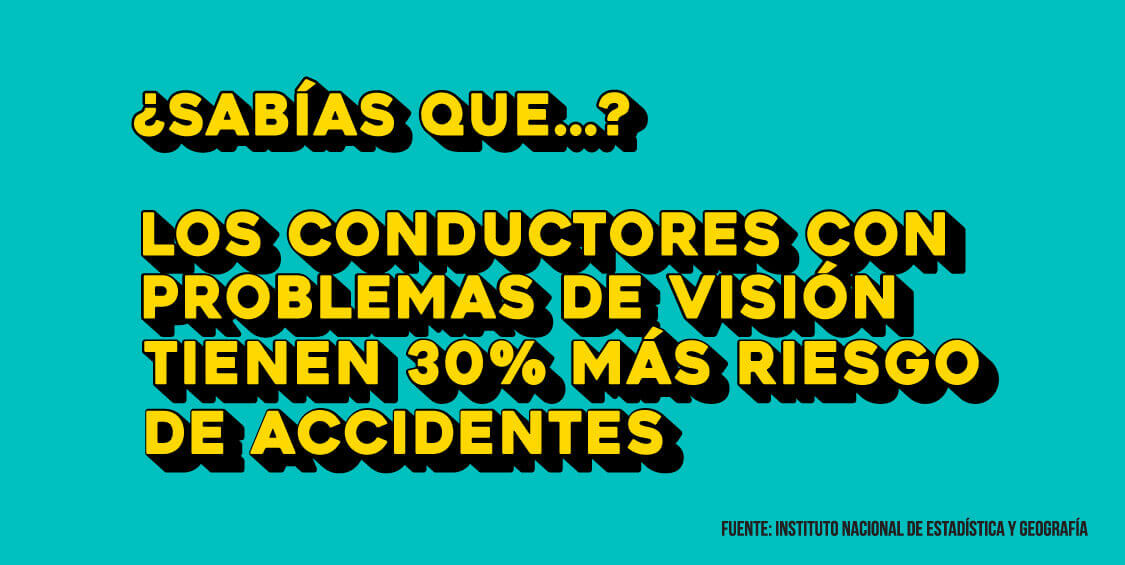 ¿SABÍAS QUE...?
LOS CONDUCTORES CON
PROBLEMAS DE VISIÓN
TIENEN 30% MÁS RIESGO
DE ACCIDENTES
FUENTE: INSTITUTO NACIONAL DE ESTADÍSTICA Y GEOGRAFÍA